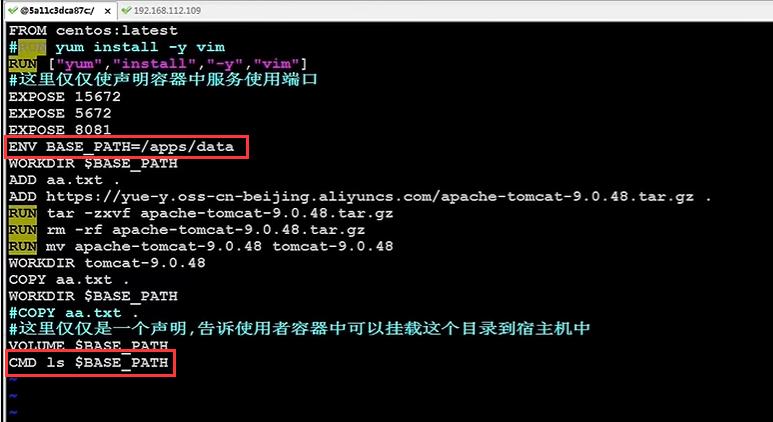 @5a11c3dca87c:/ × 192.168.112.109
FROM centos:latest
#RUN yum install -y vim
RUN ["yum","install","-y","vim"]
#这里仅仅使声明容器中服务使用端口
EXPOSE 15672
EXPOSE 5672
EXPOSE 8081
ENV BASE_PATH=/apps/data
WORKDIR $BASE_PATH
ADD aa.txt .
ADD https://yue-y.oss-cn-beijing.aliyuncs.com/apache-tomcat-9.0.48.tar.gz .
RUN tar -zxvf apache-tomcat-9.0.48.tar.gz
RUN rm -rf apache-tomcat-9.0.48.tar.gz
RUN mv apache-tomcat-9.0.48 tomcat-9.0.48
WORKDIR tomcat-9.0.48
COPY aa.txt .
WORKDIR $BASE_PATH
#COPY aa.txt .
#这里仅仅是一个声明,告诉使用者容器中可以挂载这个目录到宿主机中
VOLUME $BASE_PATH
CMD ls $BASE_PATH
~
~
~